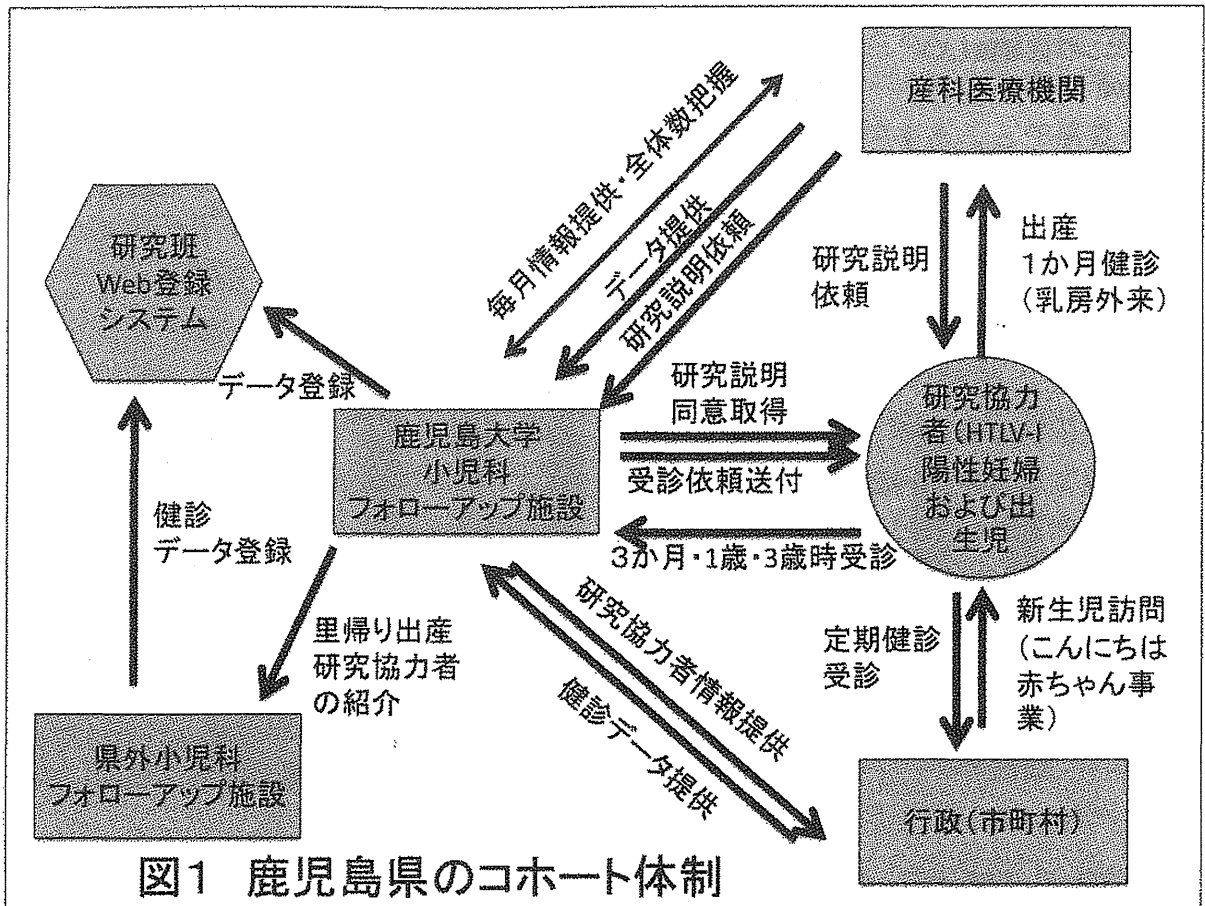 産科医療機関
毎月情報提供・全体数把握
データ提供
研究説明依頼
研究班
Web登録
システム
研究説明
依頼
出産
1か月健診
(乳房外来)
データ登録
鹿児島大学
小児科
フォローアップ施設
研究説明
同意取得
受診依頼送付
3か月・1歳・3歳時受診
研究協力
者(HTLV-I
陽性妊婦
および出
生児
健診
データ登録
里帰り出産
研究協力者
の紹介
研究協力者情報提供
健診データ提供
定期健診
受診
新生児訪問
(こんにちは
赤ちゃん事
業)
県外小児科
フォローアップ施設
行政(市町村)
図1 鹿児島県のコホート体制